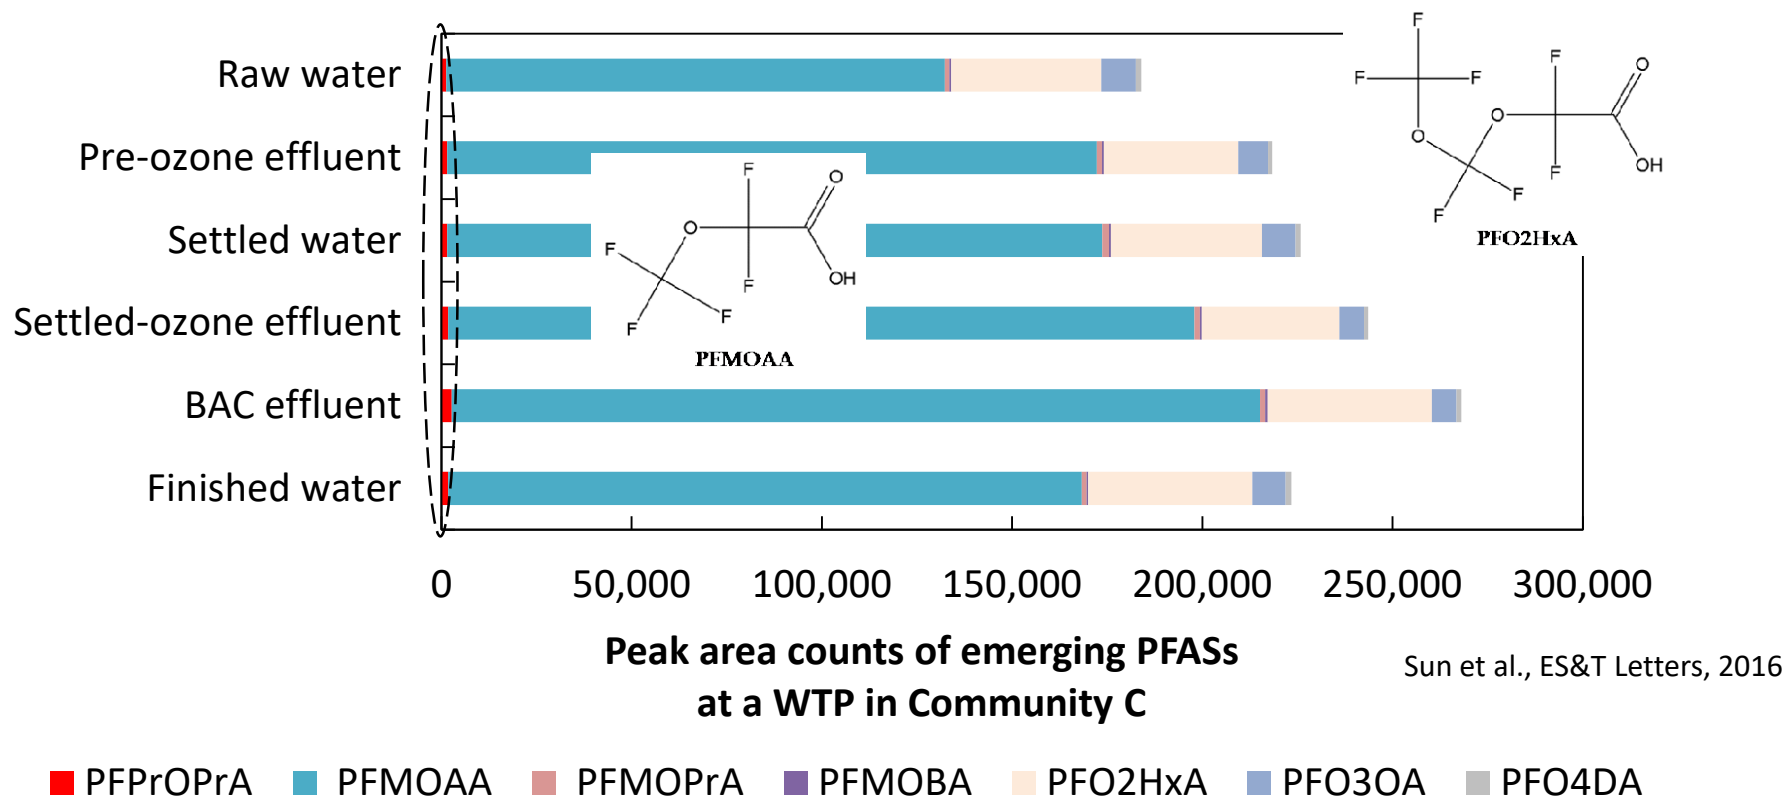 Raw water
Pre-ozone effluent
Settled water
Settled-ozone effluent
BAC effluent
Finished water
F
F
F
O
F
F
O
F
F
O
OH
PFO2HxA
F
O
O
F
F
OH
F
F
PFMOAA
0 50,000 100,000 150,000 200,000 250,000 300,000
Peak area counts of emerging PFASs
at a WTP in Community C
Sun et al., ES&T Letters, 2016
PFPrOPrA PFMOAA PFMOPrA PFMOBA PFO2HxA PFO3OA PFO4DA